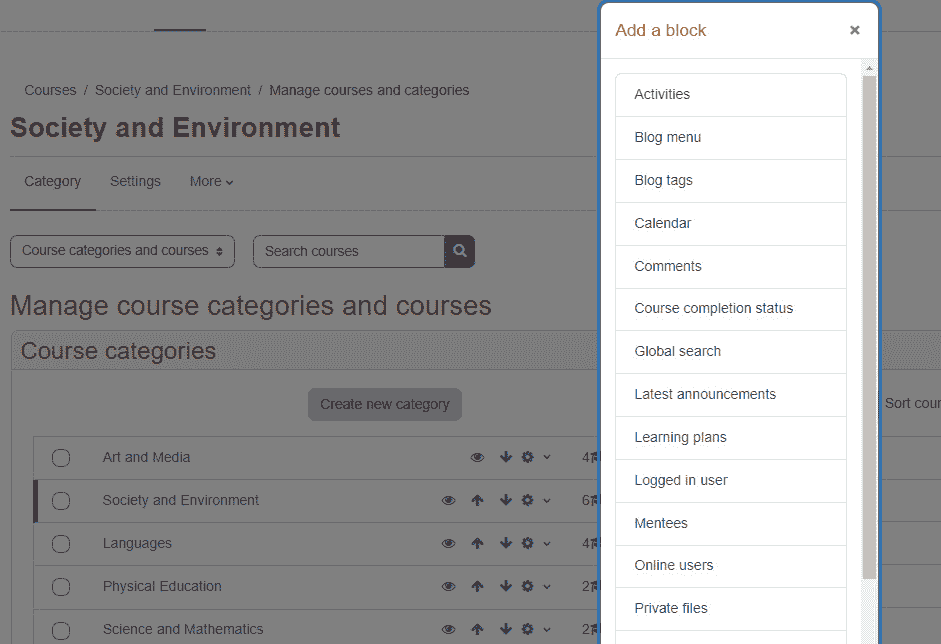 Courses / Society and Environment / Manage courses and categories
Society and Environment
Category Settings More
Course categories and courses Search courses
Manage course categories and courses
Course categories
Create new category
Sort cour
Art and Media 4
Society and Environment 6
Languages 4
Physical Education 2
Science and Mathematics 2
Add a block ×
Activities
Blog menu
Blog tags
Calendar
Comments
Course completion status
Global search
Latest announcements
Learning plans
Logged in user
Mentees
Online users
Private files